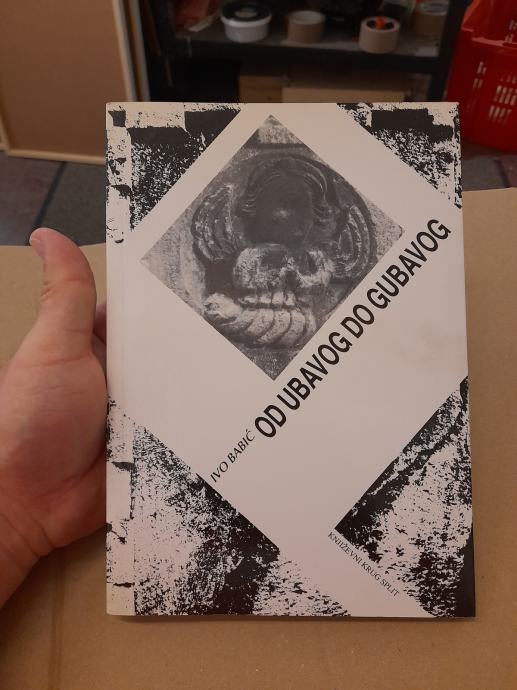 IVO BABIĆ
OD UBAVOG DO GUBAVOG
KNJIŽEVNI KRUG SPLIT